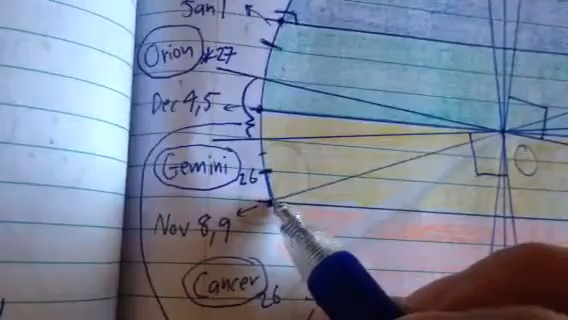 Jan 1
Orion *27
Dec 4,5
Gemini 26
Nov 8,9
Cancer 26
O